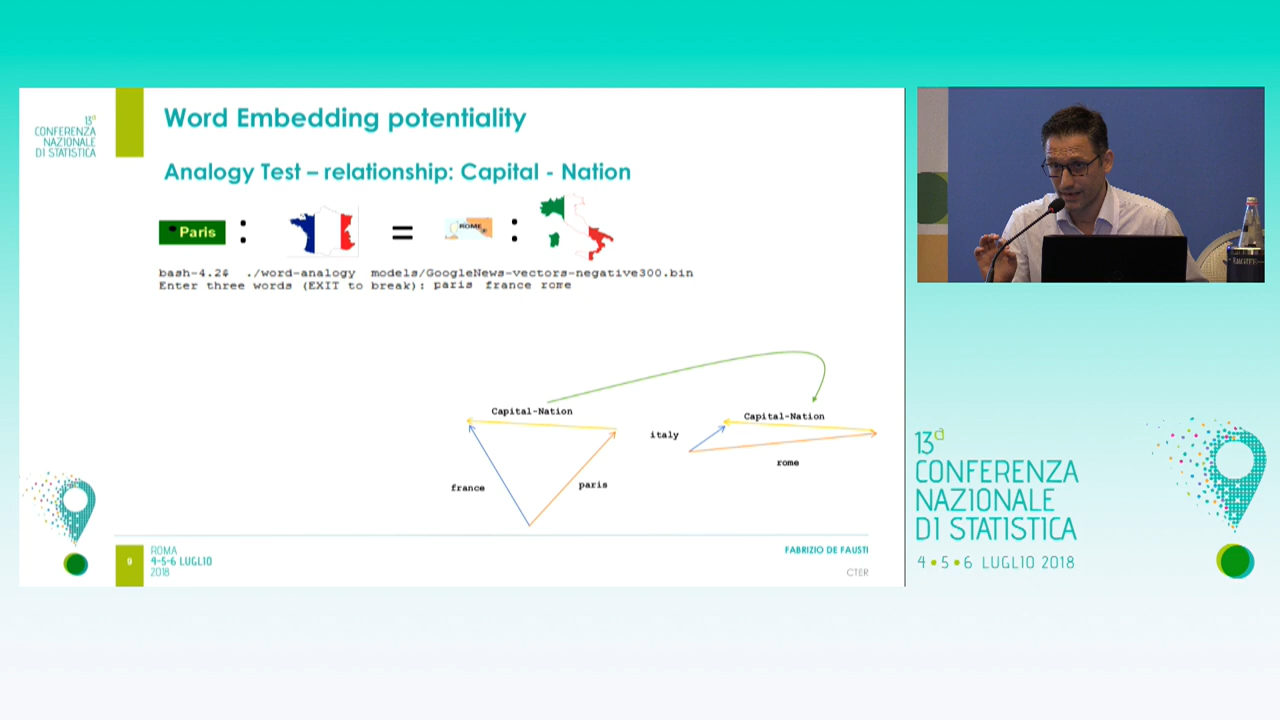 13a
CONFERENZA
NAZIONALE
DI STATISTICA
Word Embedding potentiality
Analogy Test – relationship: Capital - Nation
Paris : = ROME :
bash-4.2$ ./word-analogy models/GoogleNews-vectors-negative300.bin
Enter three words (EXIT to break): paris france rome
Capital-Nation
france
paris
Capital-Nation
italy
rome
9
ROMA
4-5-6 LUGLIO
2018
FABRIZIO DE FAUSTI
CTER
13a
CONFERENZA
NAZIONALE
DI STATISTICA
4•5•6 LUGLIO 2018